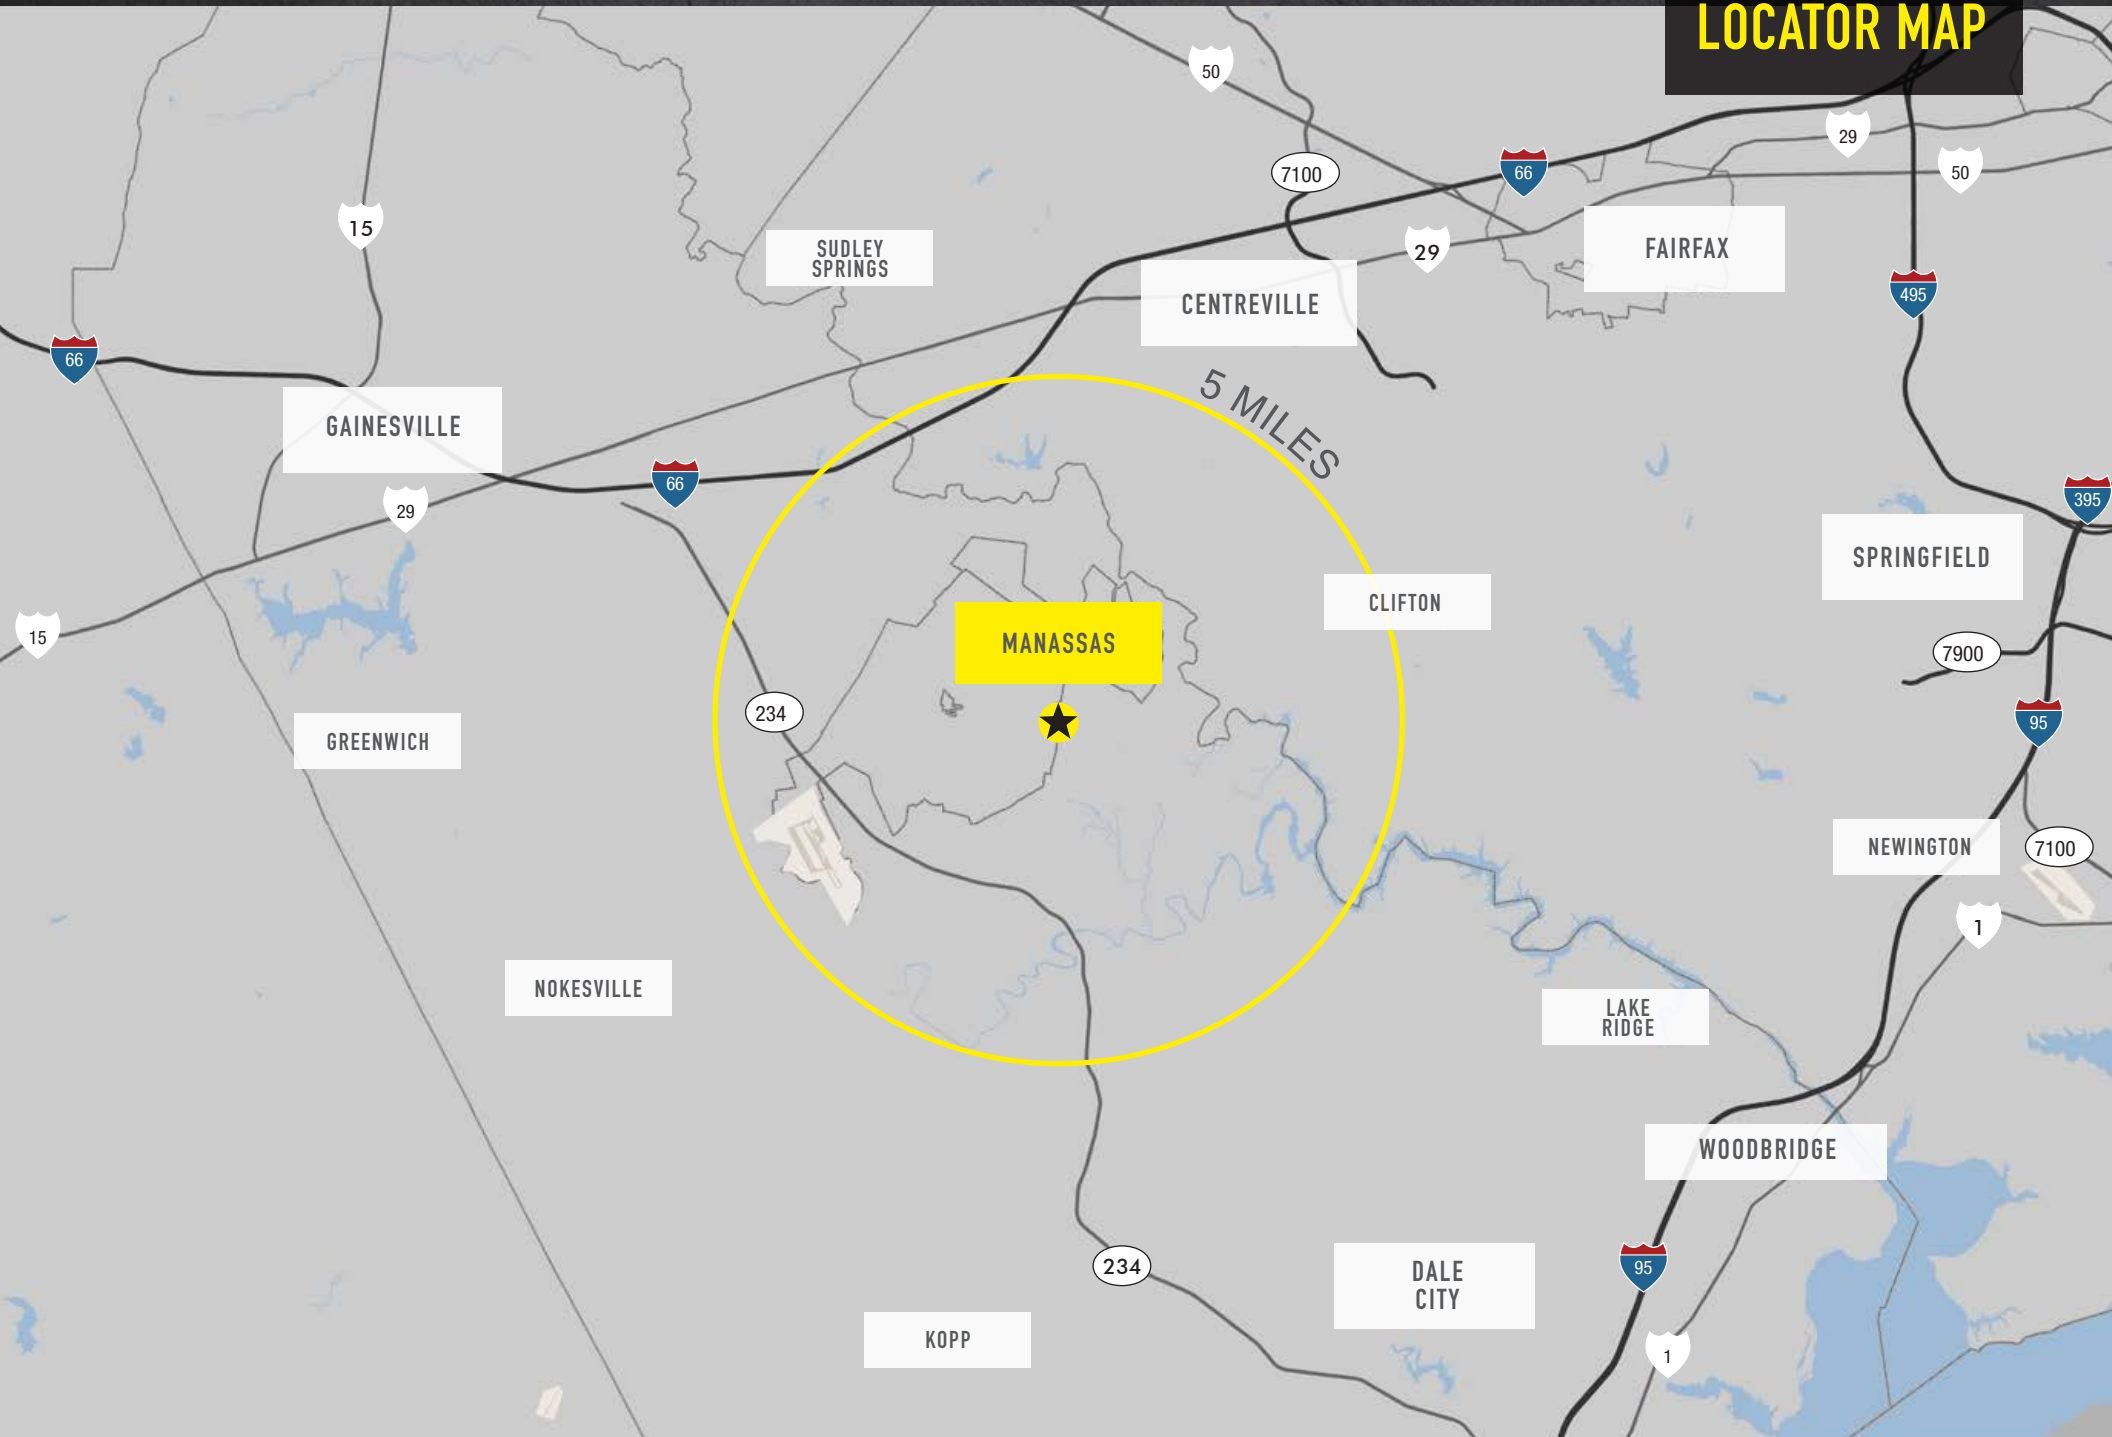 LOCATOR MAP
50
29
7100
66
50
15
SUDLEY
SPRINGS
29
FAIRFAX
CENTREVILLE
495
66
5 MILES
GAINESVILLE
66
395
29
SPRINGFIELD
CLIFTON
15
MANASSAS
7900
234
95
GREENWICH
NEWINGTON
7100
1
NOKESVILLE
LAKE
RIDGE
WOODBRIDGE
234
95
DALE
CITY
KOPP
1